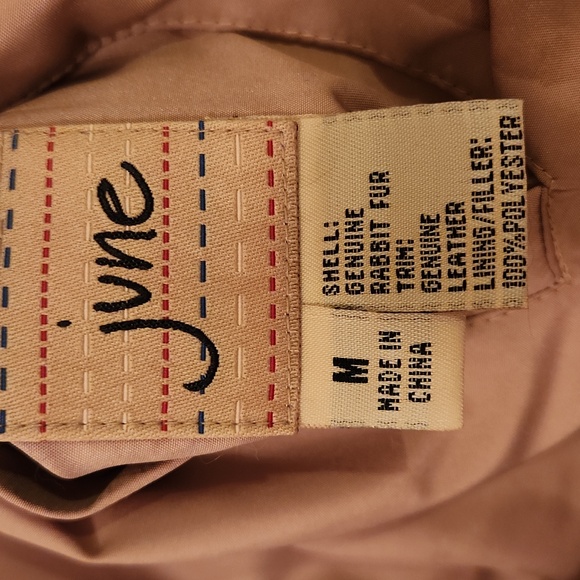 june
SHELL:
GENUINE
RABBIT FUR
TRIM:
GENUINE
LEATHER
LINING/FILLER:
100%POLYESTER
M
MADE IN
CHINA